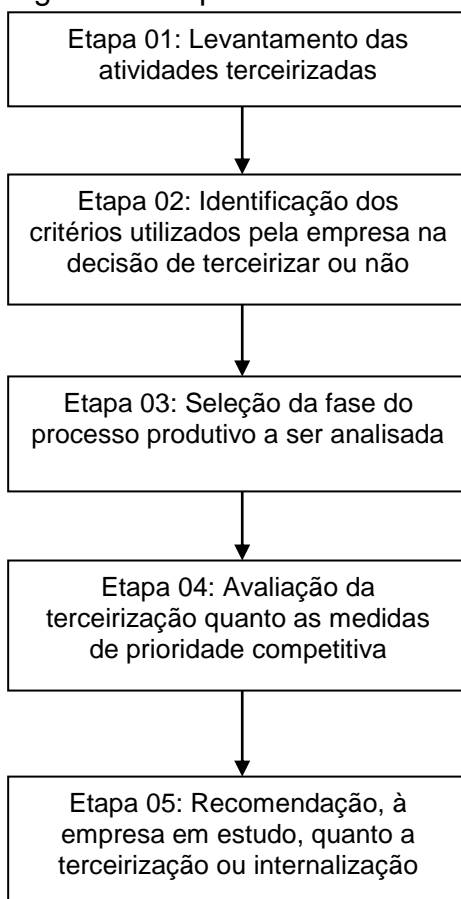 Etapa 01: Levantamento das
atividades terceirizadas
Etapa 02: Identificação dos
critérios utilizados pela empresa na
decisão de terceirizar ou não
Etapa 03: Seleção da fase do
processo produtivo a ser analisada
Etapa 04: Avaliação da
terceirização quanto as medidas
de prioridade competitiva
Etapa 05: Recomendação, à
empresa em estudo, quanto a
terceirização ou internalização